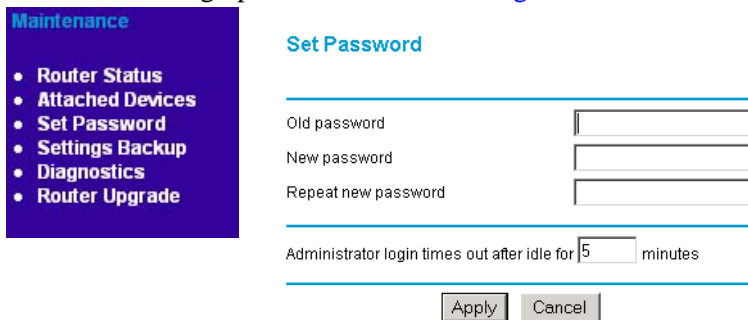 Maintenance
Router Status
Attached Devices
Set Password
Settings Backup
Diagnostics
Router Upgrade
Set Password
Old password
New password
Repeat new password
Administrator login times out after idle for 5 minutes
Apply Cancel